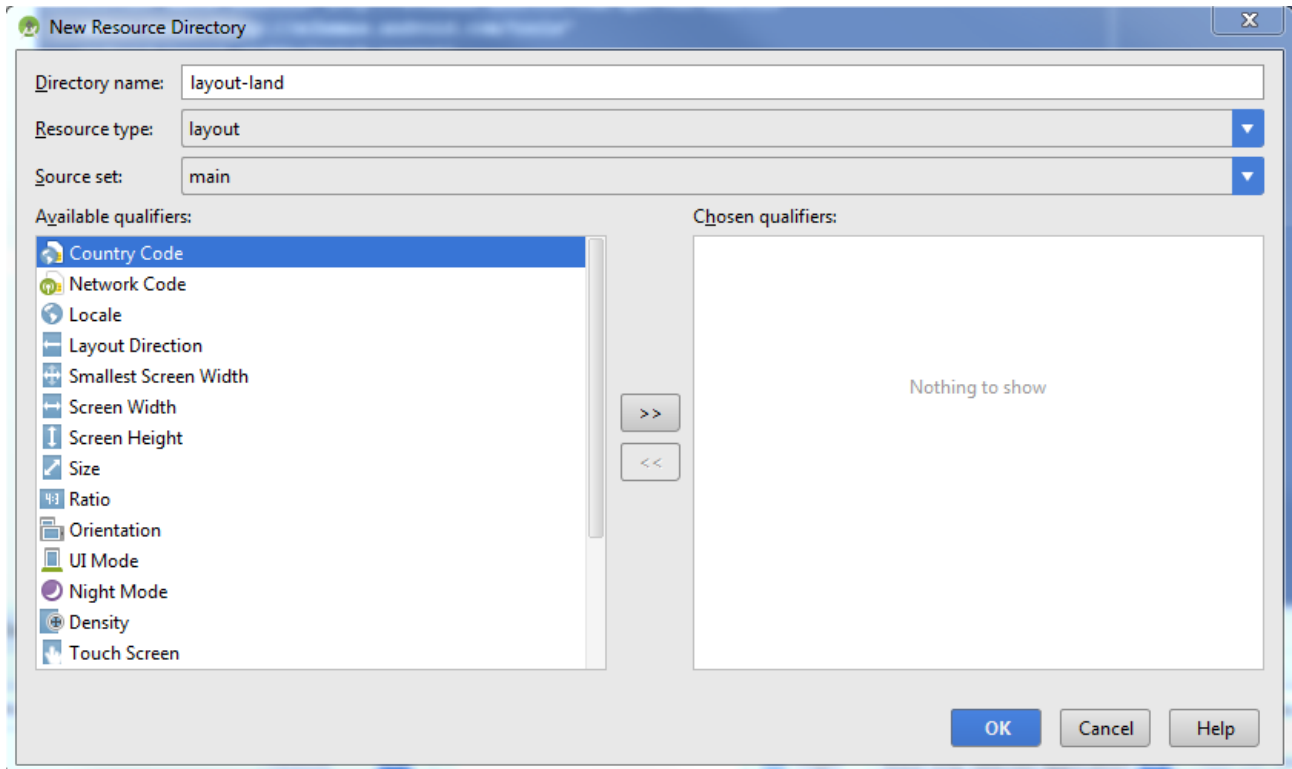 New Resource Directory
Directory name: layout-land
Resource type: layout
Source set: main
Available qualifiers:
Country Code
Network Code
Locale
Layout Direction
Smallest Screen Width
Screen Width
Screen Height
Size
4:3 Ratio
Orientation
UI Mode
Night Mode
Density
Touch Screen
>>
<<
Chosen qualifiers:
Nothing to show
OK Cancel Help